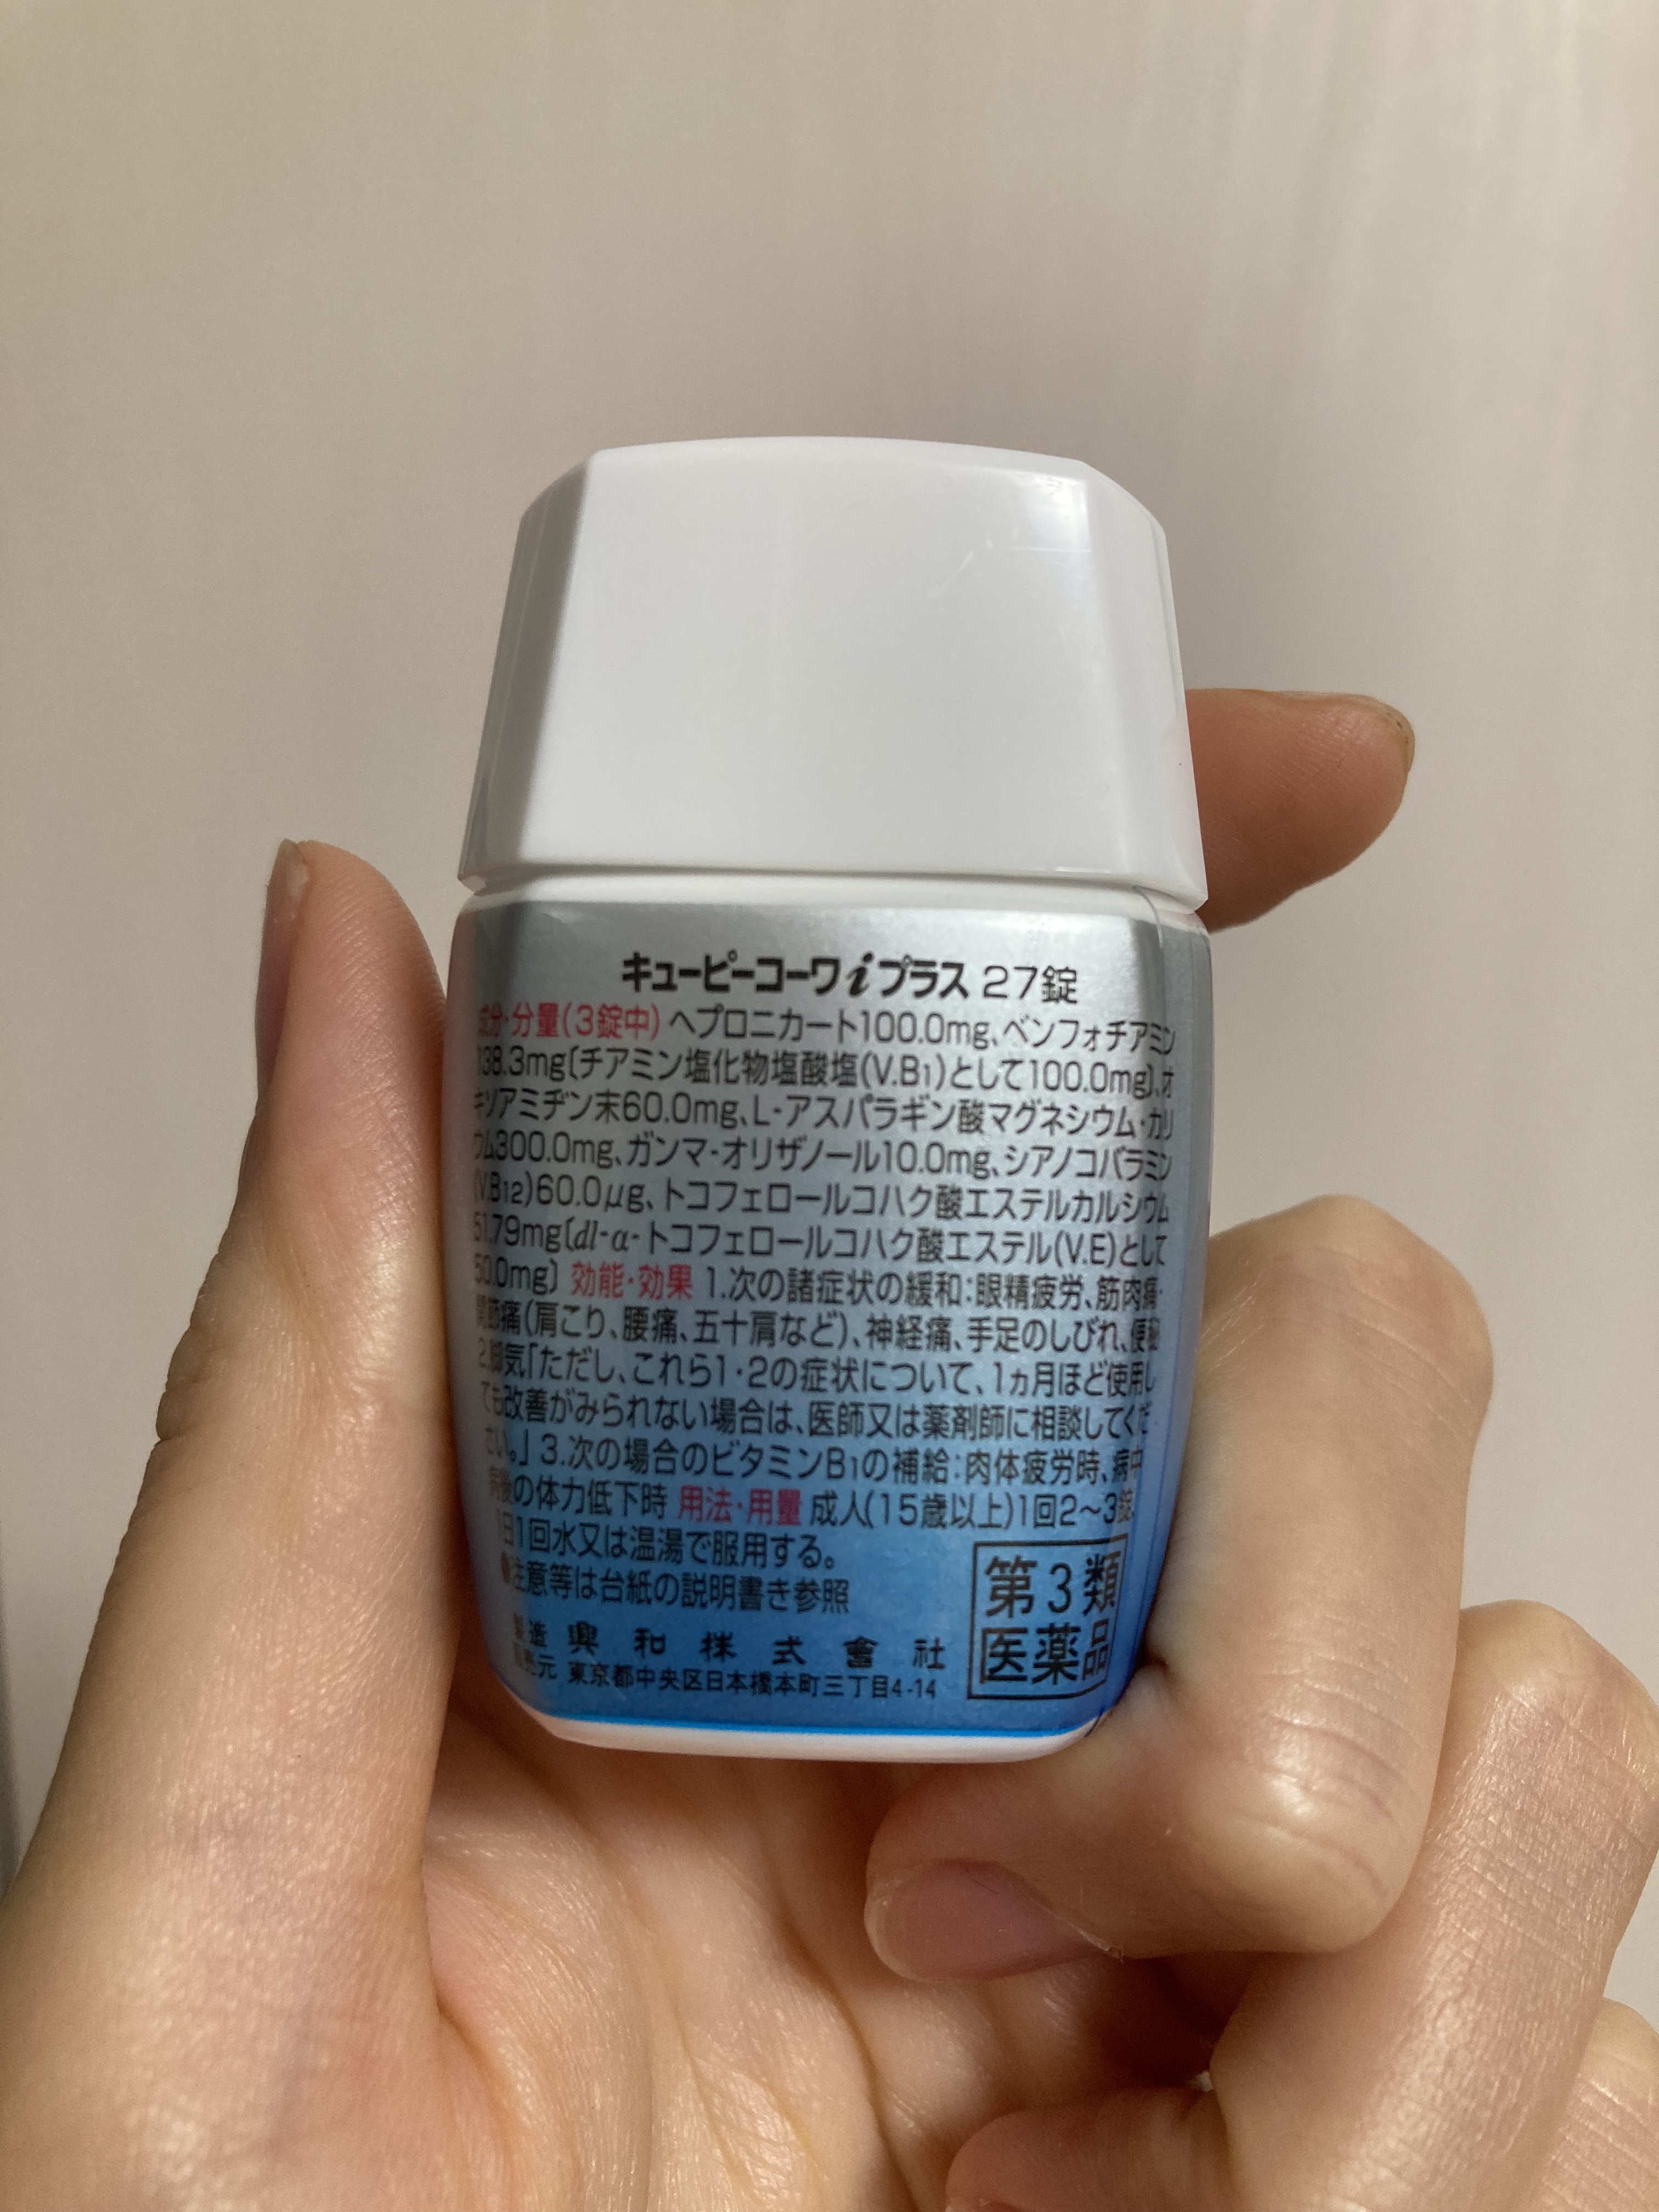 キューピーコーワiプラス 27錠
成分・分量(3錠中) ヘプロニカート100.0mg、ベンフォチアミン
138.3mg〔チアミン塩化物塩酸塩(V.B₁)として100.0mg〕、オ
キソアミヂン末60.0mg、L-アスパラギン酸マグネシウム・カリ
ウム300.0mg、ガンマ-オリザノール10.0mg、シアノコバラミン
(V.B₁₂)60.0μg、トコフェロールコハク酸エステルカルシウム
51.79mg〔dl-α-トコフェロールコハク酸エステル(V.E)として
50.0mg〕 効能・効果 1.次の諸症状の緩和:眼精疲労、筋肉痛・
関節痛(肩こり、腰痛、五十肩など)、神経痛、手足のしびれ、便秘
2.脚気「ただし、これら1・2の症状について、1ヵ月ほど使用し
ても改善がみられない場合は、医師又は薬剤師に相談してくだ
さい。」 3.次の場合のビタミンB₁の補給:肉体疲労時、病中
病後の体力低下時 用法・用量 成人(15歳以上)1回2〜3錠、
1日1回水又は温湯で服用する。
●注意等は台紙の説明書き参照
製造 興和株式會社
販売元 東京都中央区日本橋本町三丁目4-14
第3類
医薬品